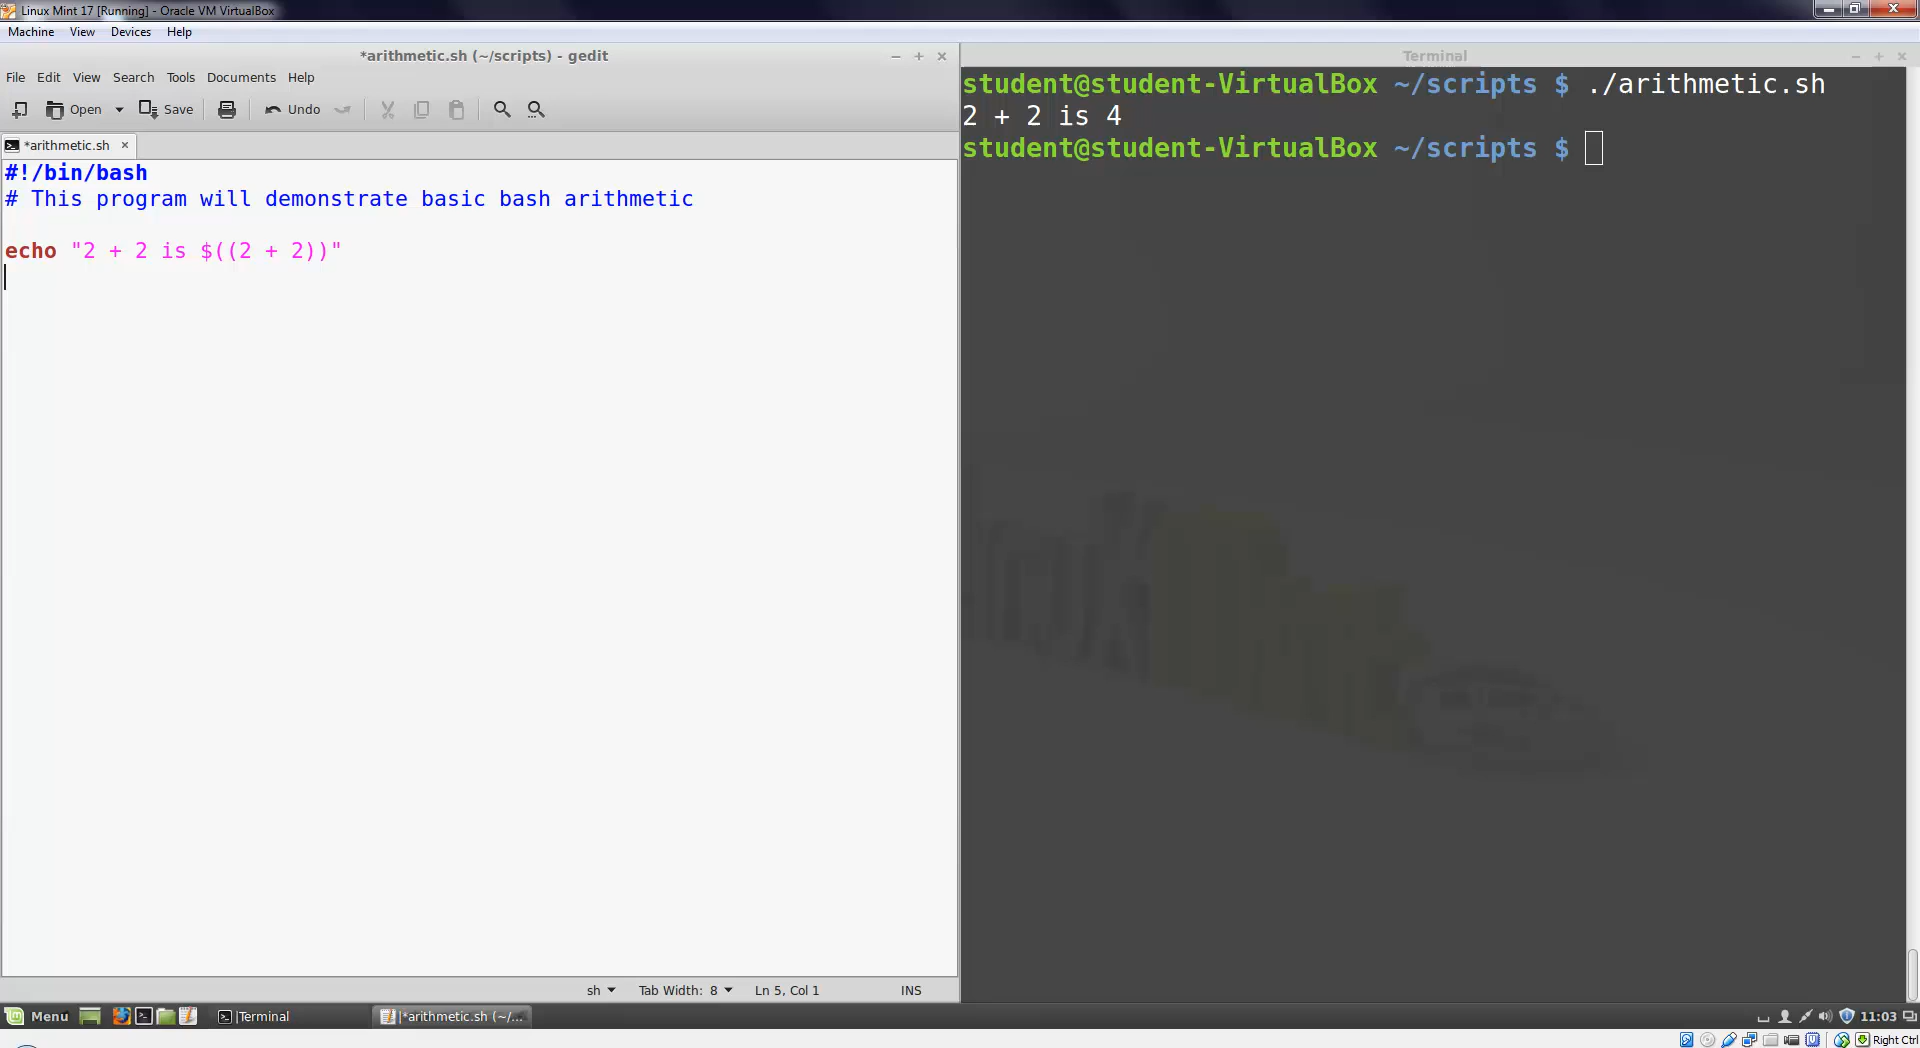 Linux Mint 17 [Running] - Oracle VM VirtualBox
Machine View Devices Help
*arithmetic.sh (~/scripts) - gedit
File Edit View Search Tools Documents Help
Open Save Undo
*arithmetic.sh
#!/bin/bash
# This program will demonstrate basic bash arithmetic
echo "2 + 2 is $((2 + 2))"
sh Tab Width: 8 Ln 5, Col 1 INS
Terminal
student@student-VirtualBox ~/scripts $ ./arithmetic.sh
2 + 2 is 4
student@student-VirtualBox ~/scripts $
Menu Terminal *arithmetic.sh (~/... 11:03
Right Ctrl